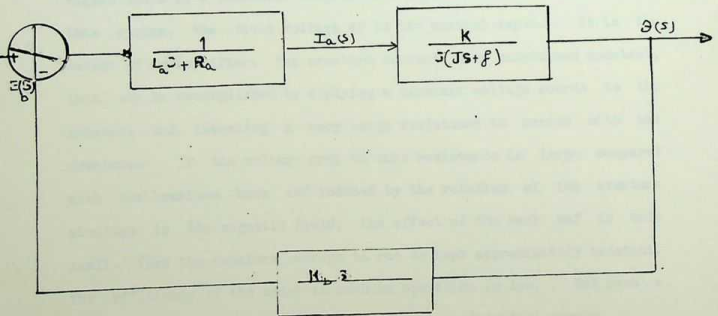 θ(S)
1
I_a(S)
K
+
L_a S + R_a
S(JS+f)
-
E(S)
b
K_b S